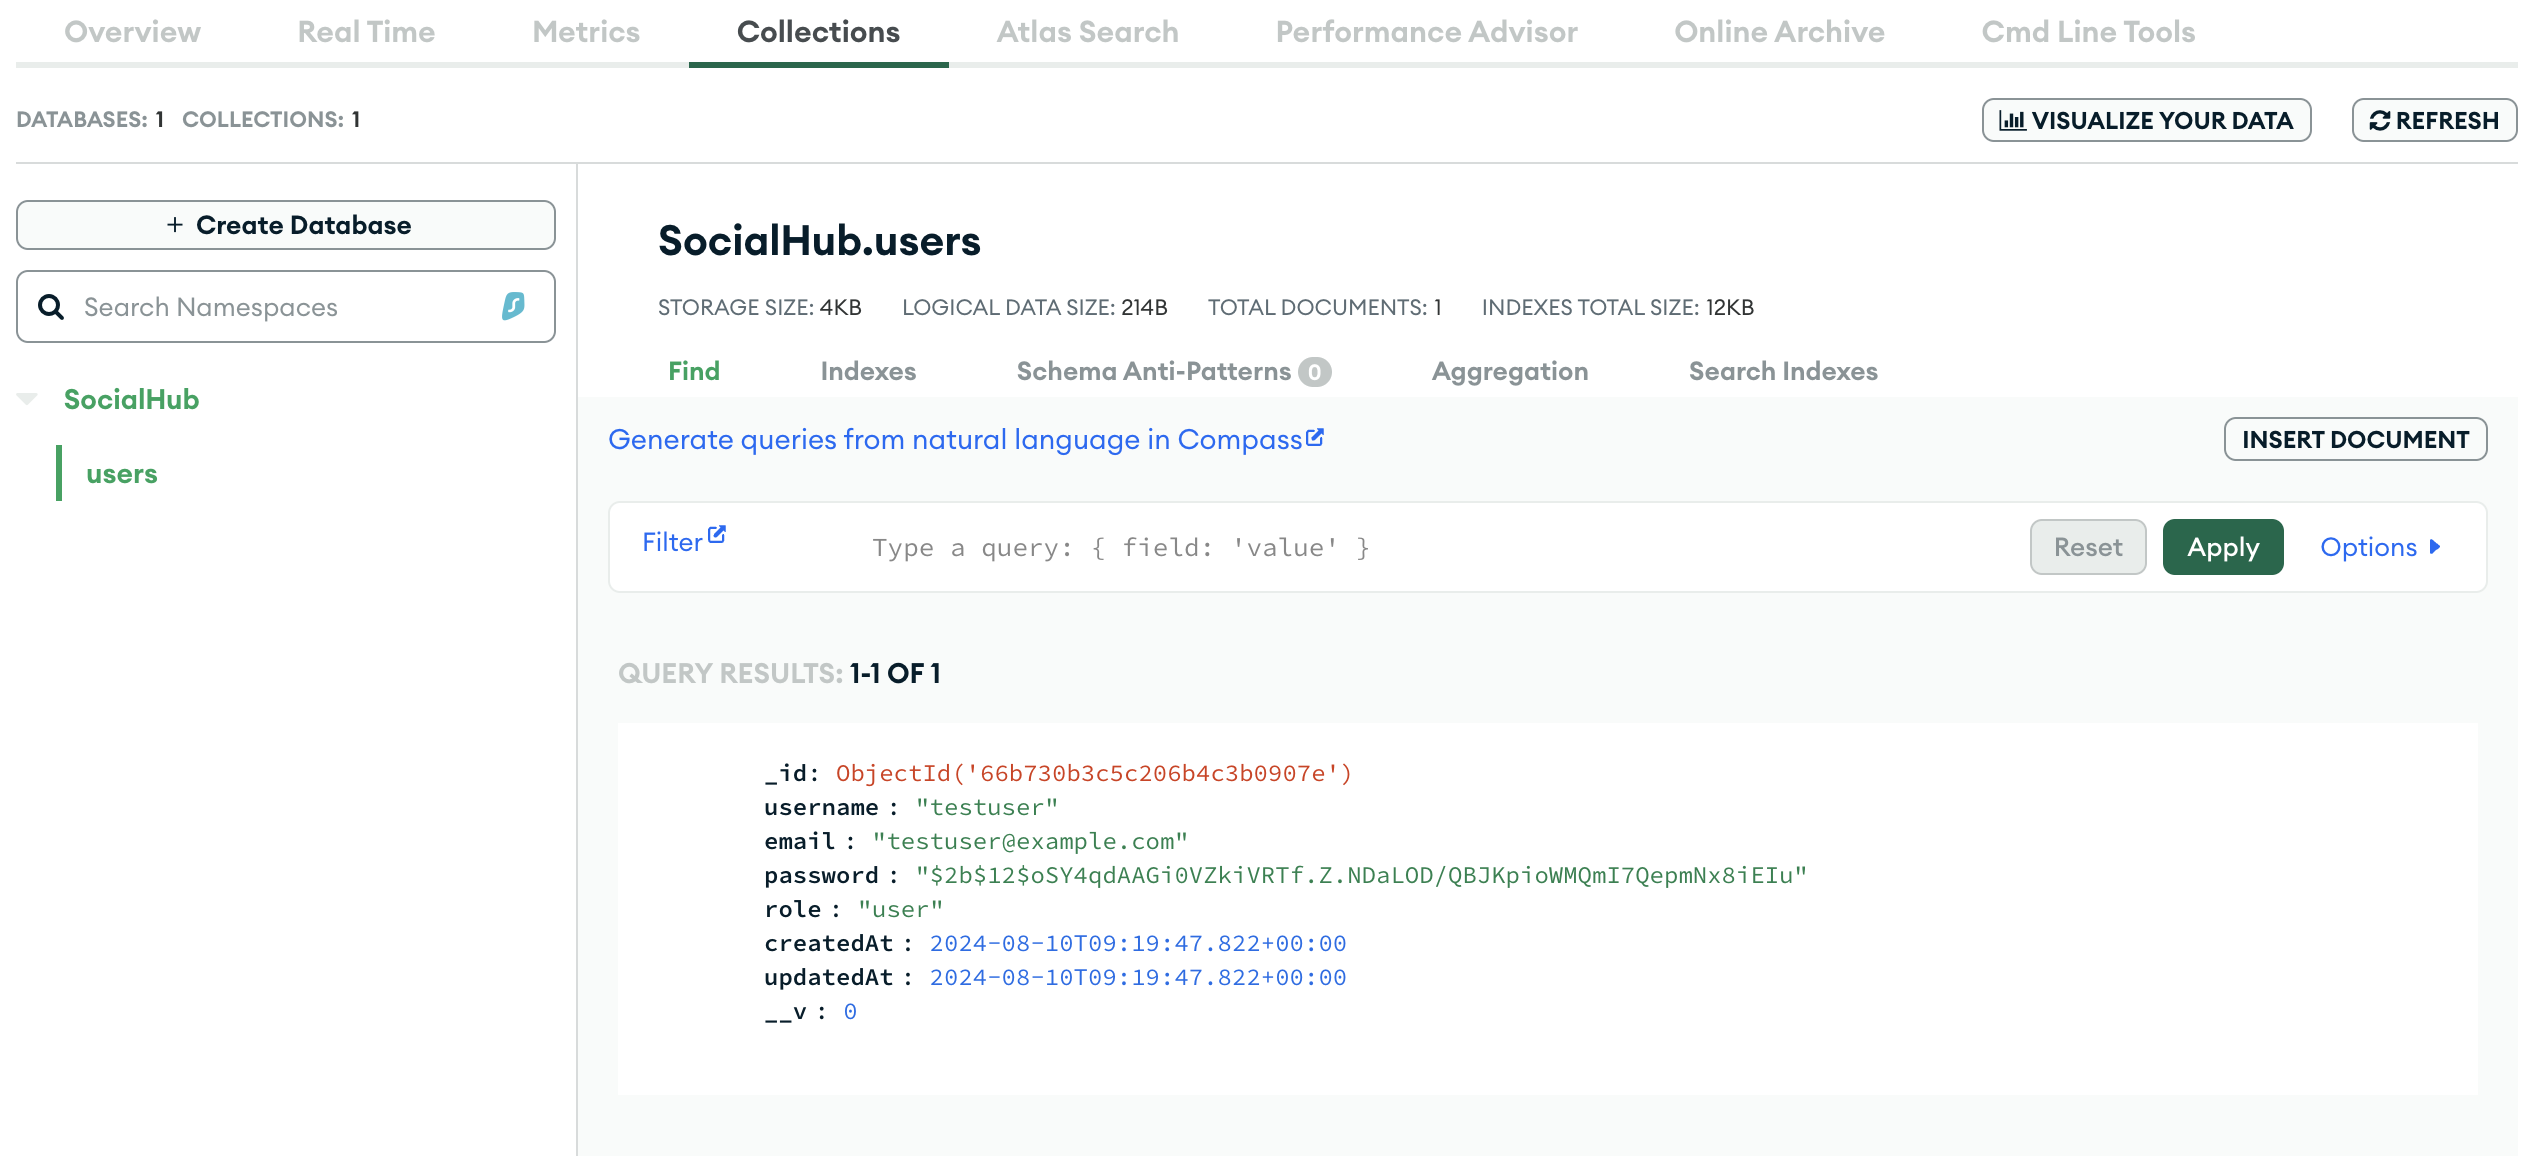 Overview Real Time Metrics Collections Atlas Search Performance Advisor Online Archive Cmd Line Tools
DATABASES: 1 COLLECTIONS: 1
VISUALIZE YOUR DATA
REFRESH
+ Create Database
Search Namespaces
SocialHub
users
SocialHub.users
STORAGE SIZE: 4KB LOGICAL DATA SIZE: 214B TOTAL DOCUMENTS: 1 INDEXES TOTAL SIZE: 12KB
Find Indexes Schema Anti-Patterns 0 Aggregation Search Indexes
Generate queries from natural language in Compass
INSERT DOCUMENT
Filter Type a query: { field: 'value' } Reset Apply Options
QUERY RESULTS: 1-1 OF 1
_id: ObjectId('66b730b3c5c206b4c3b0907e')
username : "testuser"
email : "testuser@example.com"
password : "$2b$12$oSY4qdAAGi0VZkiVRTf.Z.NDaLOD/QBJKpioWMQmI7QepmNx8iEIu"
role : "user"
createdAt : 2024-08-10T09:19:47.822+00:00
updatedAt : 2024-08-10T09:19:47.822+00:00
__v : 0